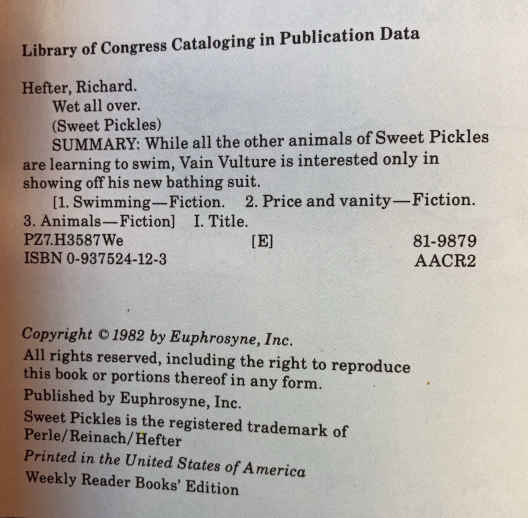 Library of Congress Cataloging in Publication Data
Hefter, Richard.
Wet all over.
(Sweet Pickles)
SUMMARY: While all the other animals of Sweet Pickles
are learning to swim, Vain Vulture is interested only in
showing off his new bathing suit.
[1. Swimming—Fiction. 2. Price and vanity—Fiction.
3. Animals—Fiction] I. Title.
PZ7.H3587We [E] 81-9879
ISBN 0-937524-12-3 AACR2
Copyright © 1982 by Euphrosyne, Inc.
All rights reserved, including the right to reproduce
this book or portions thereof in any form.
Published by Euphrosyne, Inc.
Sweet Pickles is the registered trademark of
Perle/Reinach/Hefter
Printed in the United States of America
Weekly Reader Books' Edition